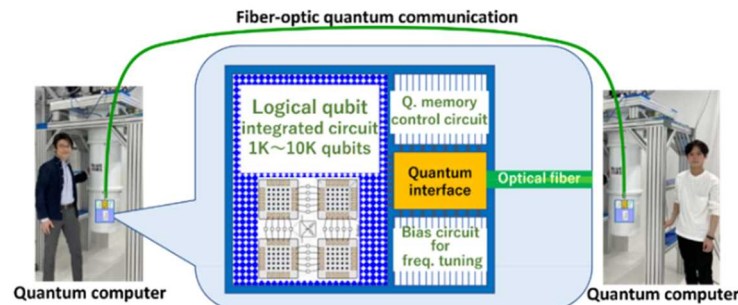 Fiber-optic quantum communication
Logical qubit
integrated circuit
1K～10K qubits
Q. memory
control circuit
Quantum
interface
Optical fiber
Bias circuit
for
freq. tuning
Quantum computer
Quantum computer